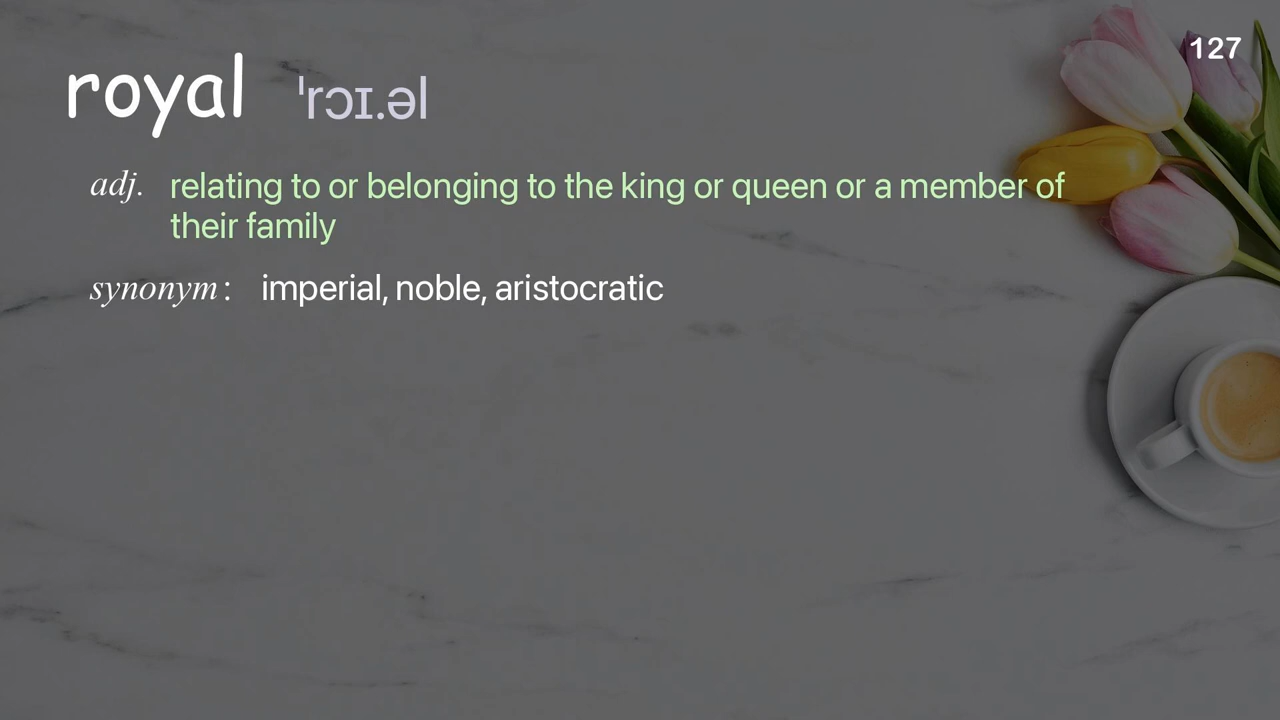 127
royal ˈrɔɪ.əl
adj. relating to or belonging to the king or queen or a member of
their family
synonym: imperial, noble, aristocratic